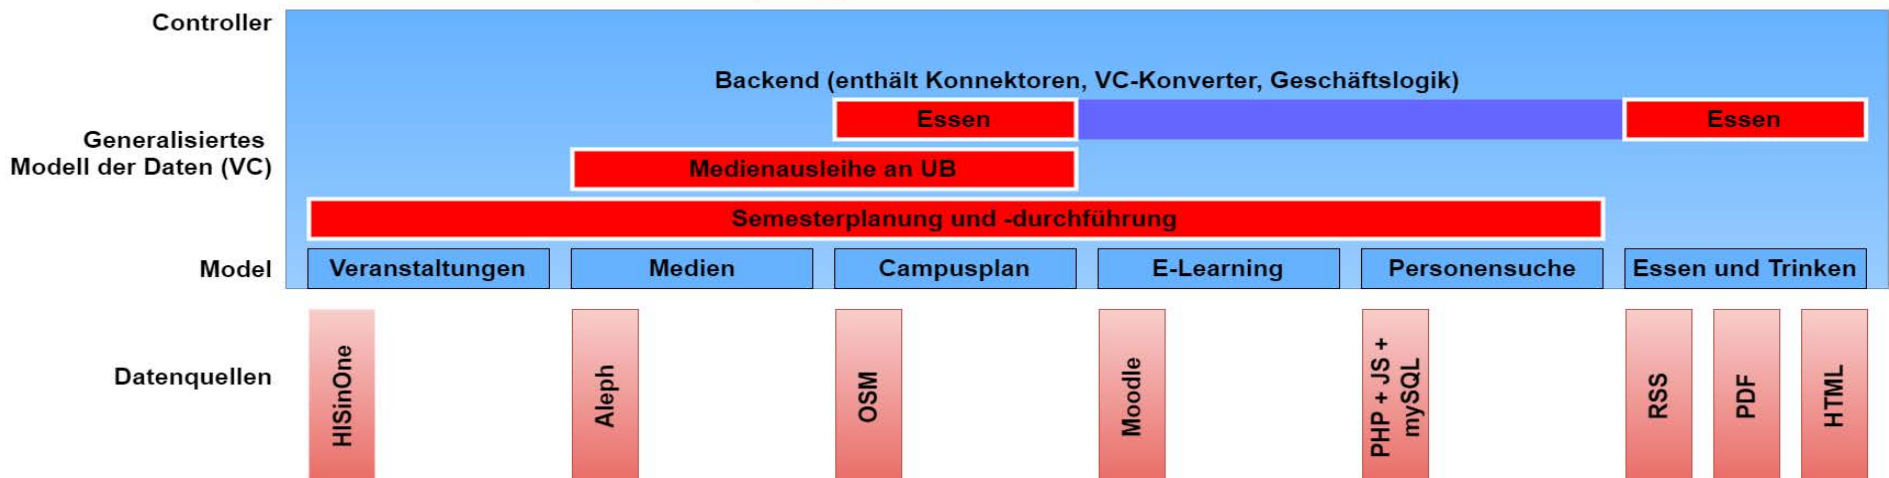 Controller
Backend (enthält Konnektoren, VC-Konverter, Geschäftslogik)
Generalisiertes
Modell der Daten (VC)
Essen
Essen
Medienausleihe an UB
Semesterplanung und -durchführung
Model
Veranstaltungen
Medien
Campusplan
E-Learning
Personensuche
Essen und Trinken
Datenquellen
HISinOne
Aleph
OSM
Moodle
PHP + JS +
mySQL
RSS
PDF
HTML